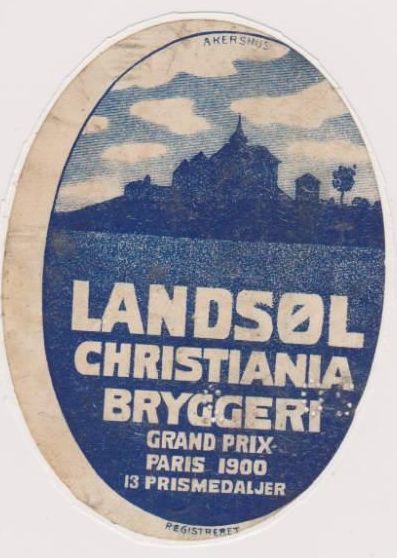 AKERSHUS
LANDSØL
CHRISTIANIA
BRYGGERI
GRAND PRIX
PARIS 1900
13 PRISMEDALJER
REGISTRERET